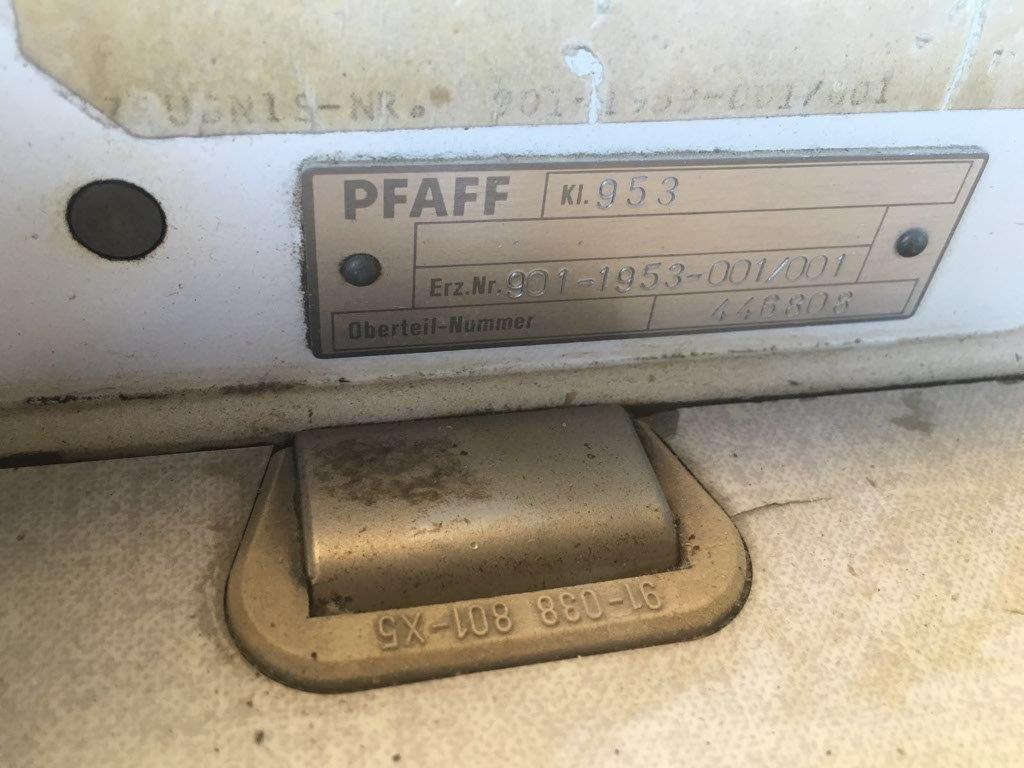 -NR. 901-1953-001/001
PFAFF Kl. 953
Erz.Nr. 901-1953-001/001
Oberteil-Nummer 446808
91-038 801-X5